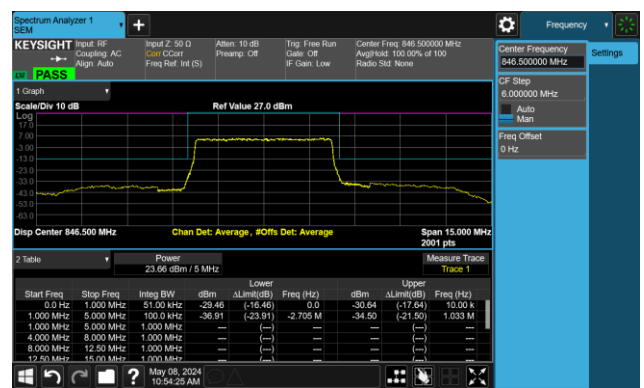 Spectrum Analyzer 1
SEM
Frequency
KEYSIGHT
Input: RF
Coupling: AC
Align: Auto
Input Z: 50 Ω
Corr CCorr
Freq Ref: Int (S)
Atten: 10 dB
Preamp: Off
Trig: Free Run
Gate: Off
IF Gain: Low
Center Freq: 846.500000 MHz
Avg|Hold: 100.00% of 100
Radio Std: None
LW PASS
Center Frequency
846.500000 MHz
Settings
CF Step
6.000000 MHz
Auto
Man
Freq Offset
0 Hz
1 Graph
Scale/Div 10 dB
Ref Value 27.0 dBm
Log
17.0
7.00
-3.00
-13.0
-23.0
-33.0
-43.0
-53.0
-63.0
Disp Center 846.500 MHz
Chan Det: Average, #Offs Det: Average
Span 15.000 MHz
2001 pts
2 Table
Power
23.66 dBm / 5 MHz
Measure Trace
Trace 1
Lower Upper
Start Freq Stop Freq Integ BW dBm ΔLimit(dB) Freq (Hz) dBm ΔLimit(dB) Freq (Hz)
0.0 Hz 1.000 MHz 51.00 kHz -29.46 (-16.46) 0.0 -30.64 (-17.64) 10.00 k
1.000 MHz 5.000 MHz 100.0 kHz -36.91 (-23.91) -2.705 M -34.50 (-21.50) 1.033 M
1.000 MHz 5.000 MHz 1.000 MHz --- (---) --- (---)
4.000 MHz 8.000 MHz 1.000 MHz --- (---) --- (---)
8.000 MHz 12.50 MHz 1.000 MHz --- (---) --- (---)
12.50 MHz 15.00 MHz 1.000 MHz --- (---) --- (---)
?
May 08, 2024
10:54:25 AM